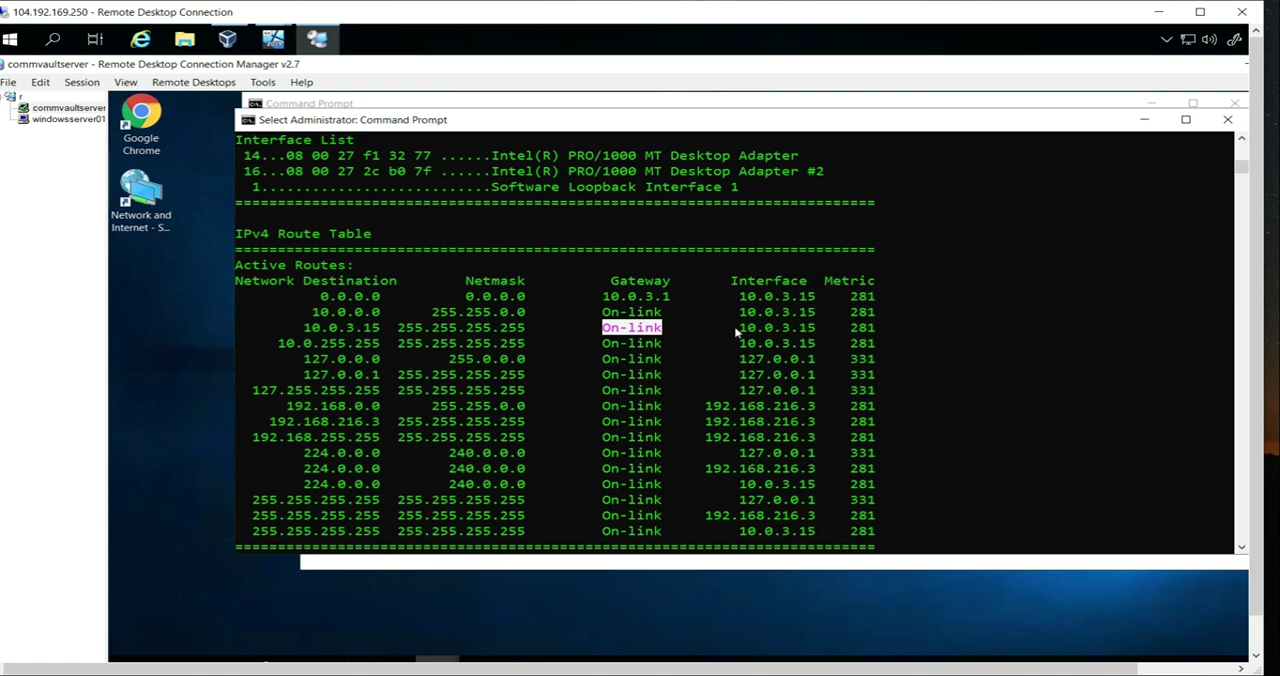 104.192.169.250 - Remote Desktop Connection
commvaultserver - Remote Desktop Connection Manager v2.7
File Edit Session View Remote Desktops Tools Help
r
commvaultserver
windowsserver01
Google
Chrome
Network and
Internet - S...
Command Prompt
Select Administrator: Command Prompt
Interface List
14...08 00 27 f1 32 77 ......Intel(R) PRO/1000 MT Desktop Adapter
16...08 00 27 2c b0 7f ......Intel(R) PRO/1000 MT Desktop Adapter #2
1...........................Software Loopback Interface 1
===========================================================================
IPv4 Route Table
===========================================================================
Active Routes:
Network Destination Netmask Gateway Interface Metric
0.0.0.0 0.0.0.0 10.0.3.1 10.0.3.15 281
10.0.0.0 255.255.0.0 On-link 10.0.3.15 281
10.0.3.15 255.255.255.255 On-link 10.0.3.15 281
10.0.255.255 255.255.255.255 On-link 10.0.3.15 281
127.0.0.0 255.0.0.0 On-link 127.0.0.1 331
127.0.0.1 255.255.255.255 On-link 127.0.0.1 331
127.255.255.255 255.255.255.255 On-link 127.0.0.1 331
192.168.0.0 255.255.0.0 On-link 192.168.216.3 281
192.168.216.3 255.255.255.255 On-link 192.168.216.3 281
192.168.255.255 255.255.255.255 On-link 192.168.216.3 281
224.0.0.0 240.0.0.0 On-link 127.0.0.1 331
224.0.0.0 240.0.0.0 On-link 192.168.216.3 281
224.0.0.0 240.0.0.0 On-link 10.0.3.15 281
255.255.255.255 255.255.255.255 On-link 127.0.0.1 331
255.255.255.255 255.255.255.255 On-link 192.168.216.3 281
255.255.255.255 255.255.255.255 On-link 10.0.3.15 281
===========================================================================